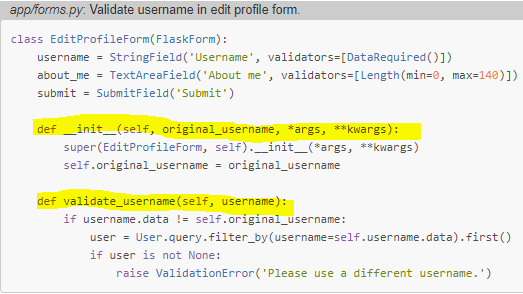 app/forms.py: Validate username in edit profile form.
class EditProfileForm(FlaskForm):
    username = StringField('Username', validators=[DataRequired()])
    about_me = TextAreaField('About me', validators=[Length(min=0, max=140)])
    submit = SubmitField('Submit')

    def __init__(self, original_username, *args, **kwargs):
        super(EditProfileForm, self).__init__(*args, **kwargs)
        self.original_username = original_username

    def validate_username(self, username):
        if username.data != self.original_username:
            user = User.query.filter_by(username=self.username.data).first()
            if user is not None:
                raise ValidationError('Please use a different username.')